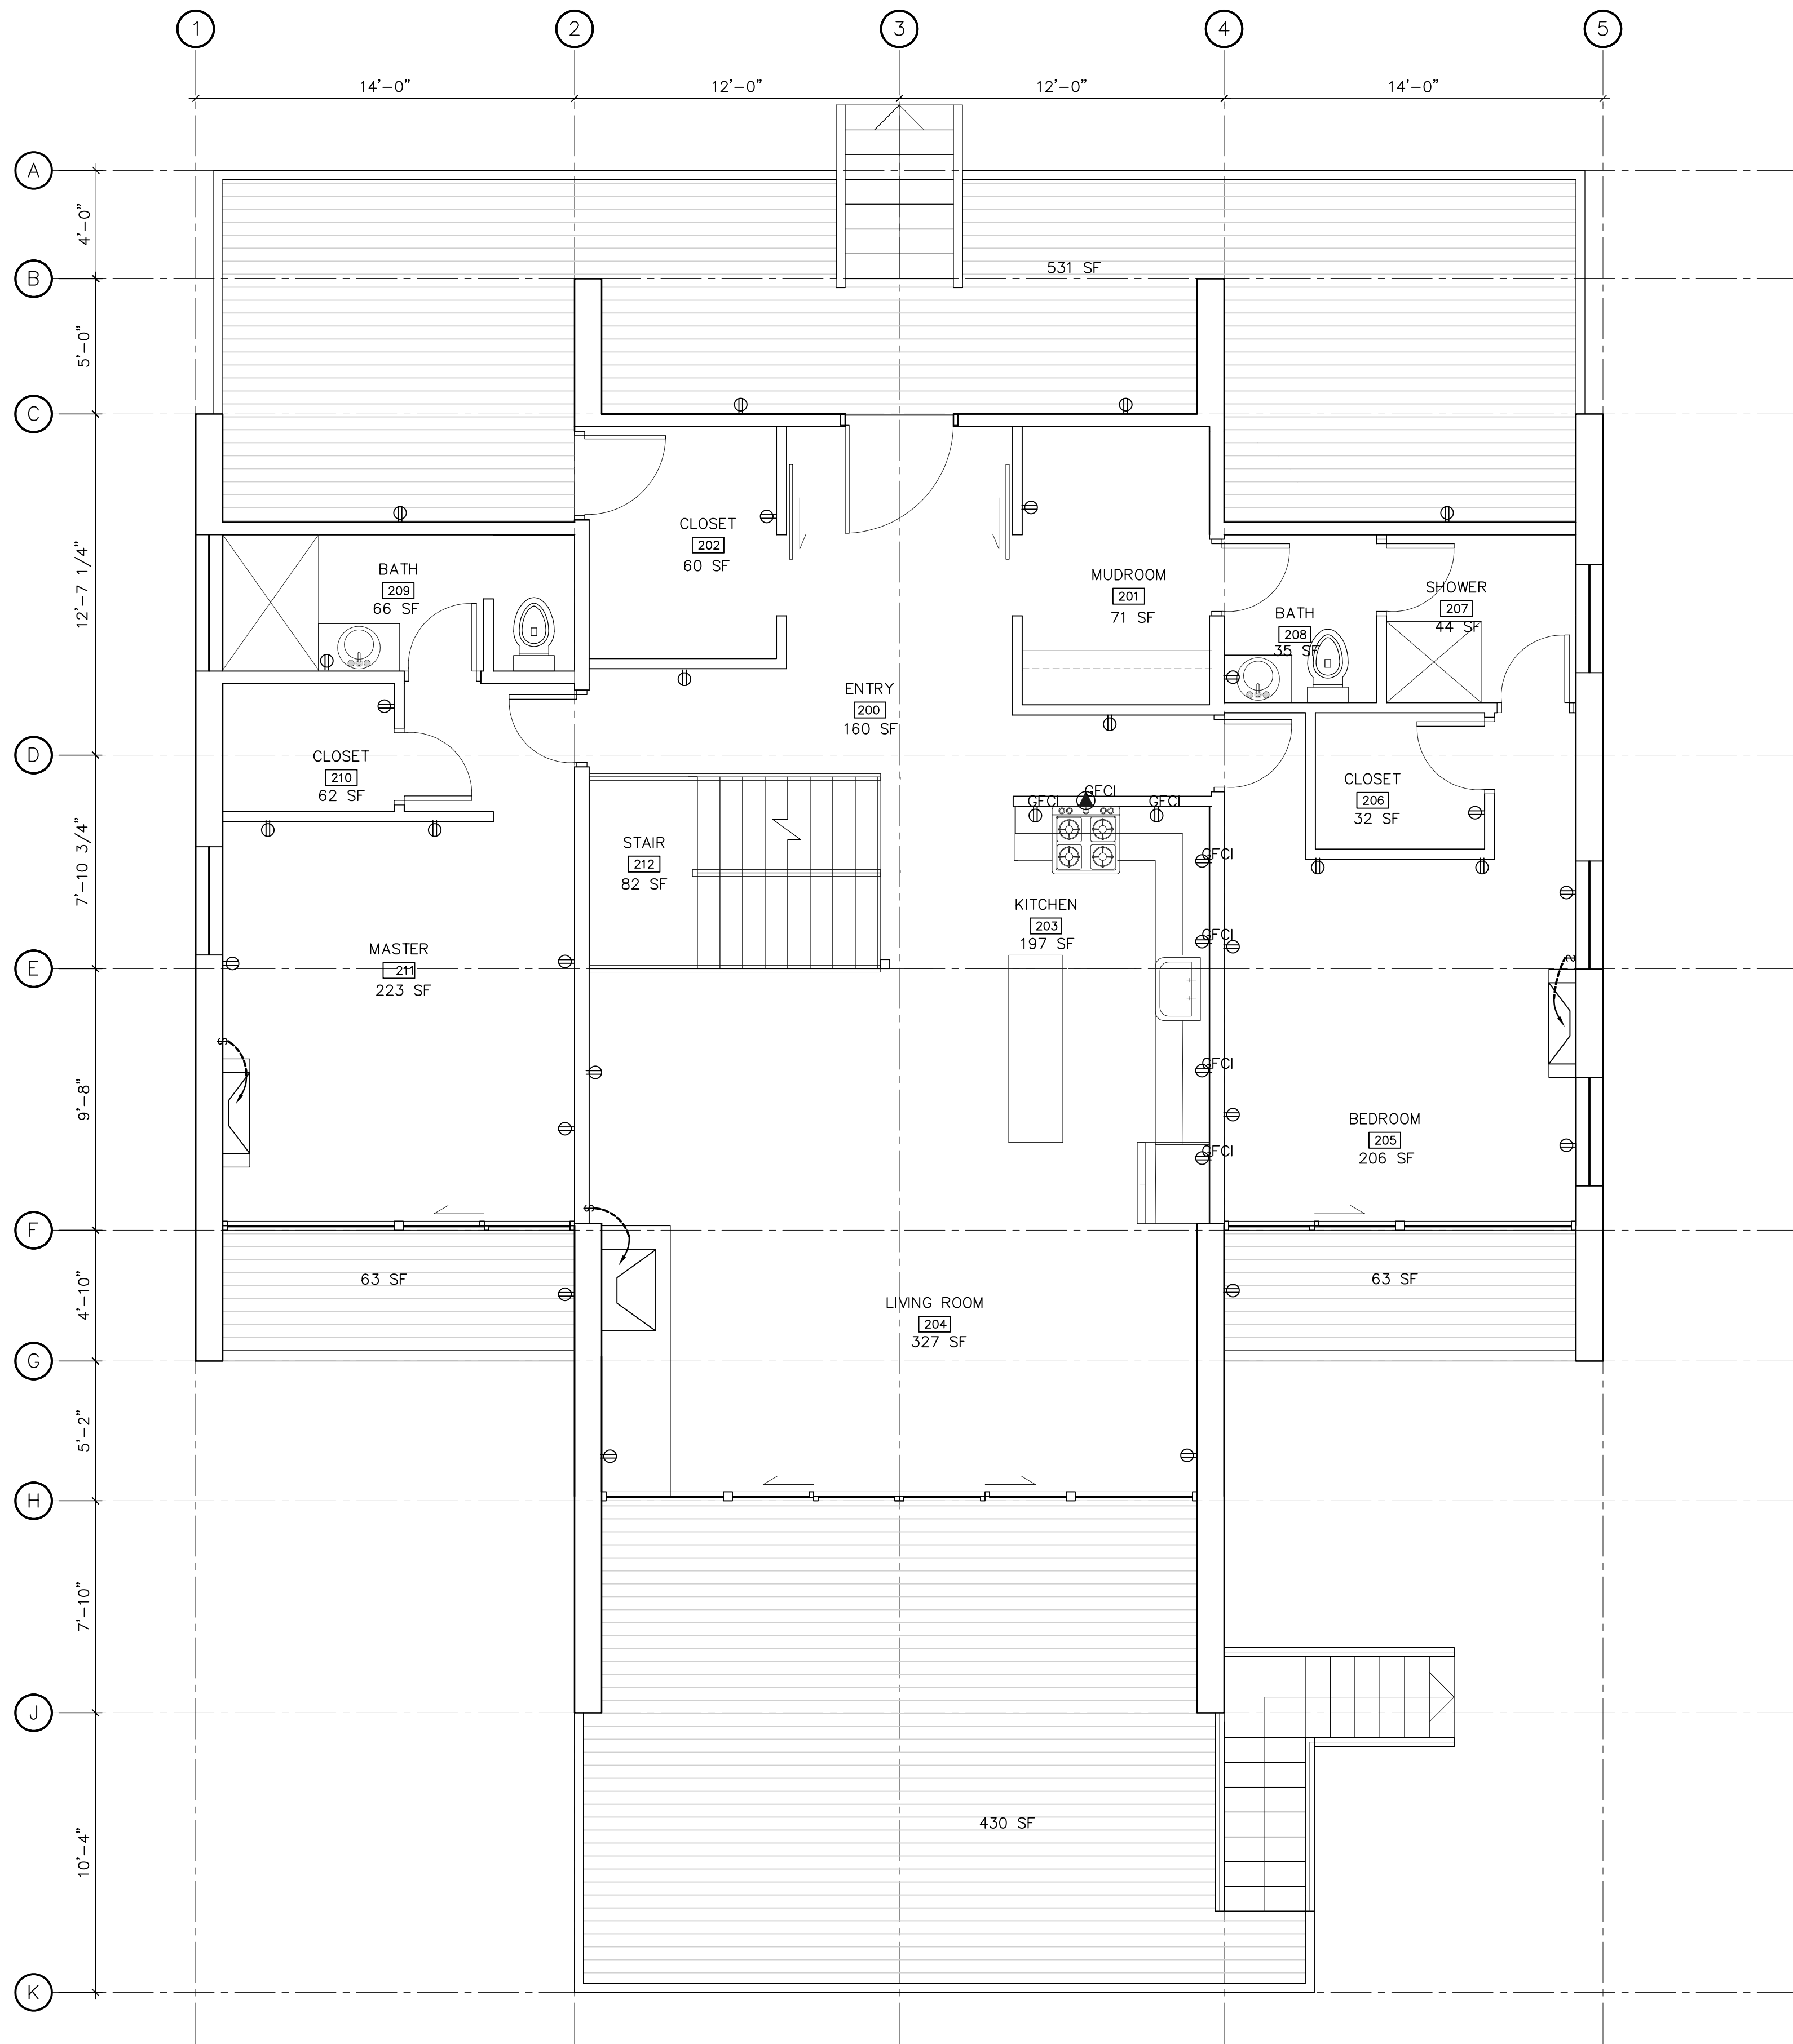 1
2
3
4
5
14'-0"
12'-0"
12'-0"
14'-0"
A
4'-0"
B
531 SF
5'-0"
C
12'-7 1/4"
CLOSET
202
60 SF
BATH
209
66 SF
MUDROOM
201
71 SF
SHOWER
207
44 SF
BATH
208
35 SF
ENTRY
200
160 SF
D
CLOSET
210
62 SF
CLOSET
206
32 SF
GFCI
GFCI
GFCI
7'-10 3/4"
STAIR
212
82 SF
GFCI
KITCHEN
203
197 SF
GFCI
MASTER
211
223 SF
E
S
S
GFCI
9'-8"
BEDROOM
205
206 SF
GFCI
S
F
63 SF
63 SF
4'-10"
LIVING ROOM
204
327 SF
G
5'-2"
H
7'-10"
J
430 SF
10'-4"
K